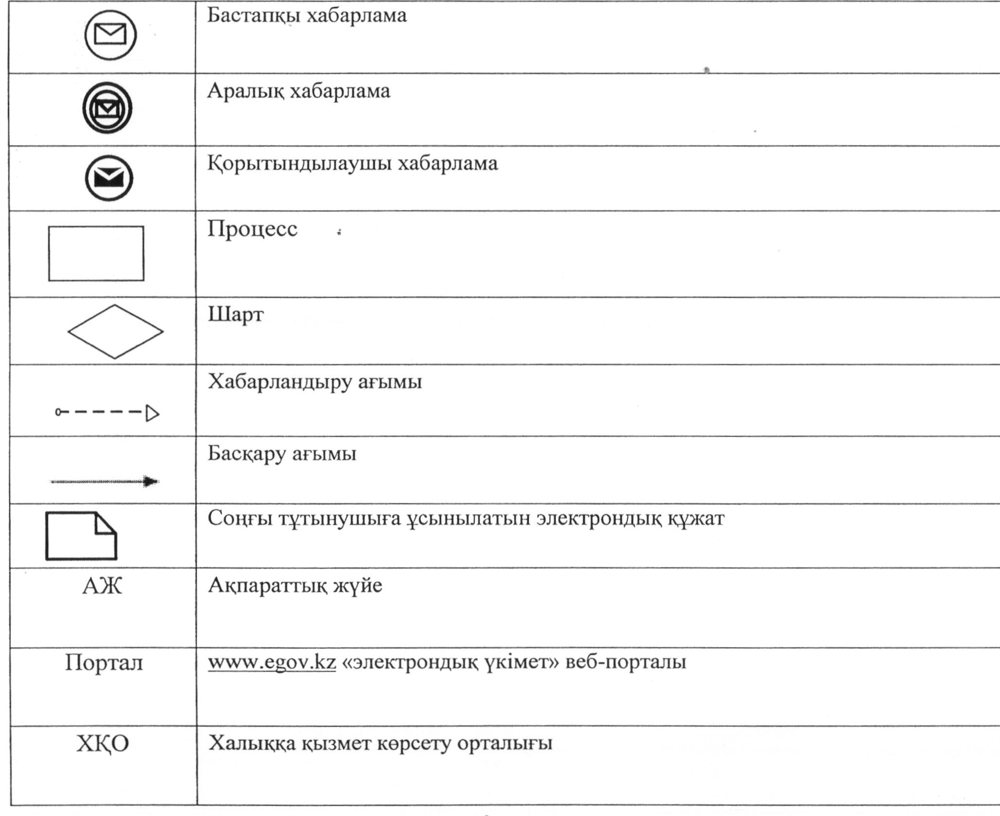 Бастапқы хабарлама
Аралық хабарлама
Қорытындылаушы хабарлама
Процесс
Шарт
Хабарландыру ағымы
Басқару ағымы
Соңғы тұтынушыға ұсынылатын электрондық құжат
АЖ Ақпараттық жүйе
Портал www.egov.kz «электрондық үкімет» веб-порталы
ХҚО Халыққа қызмет көрсету орталығы